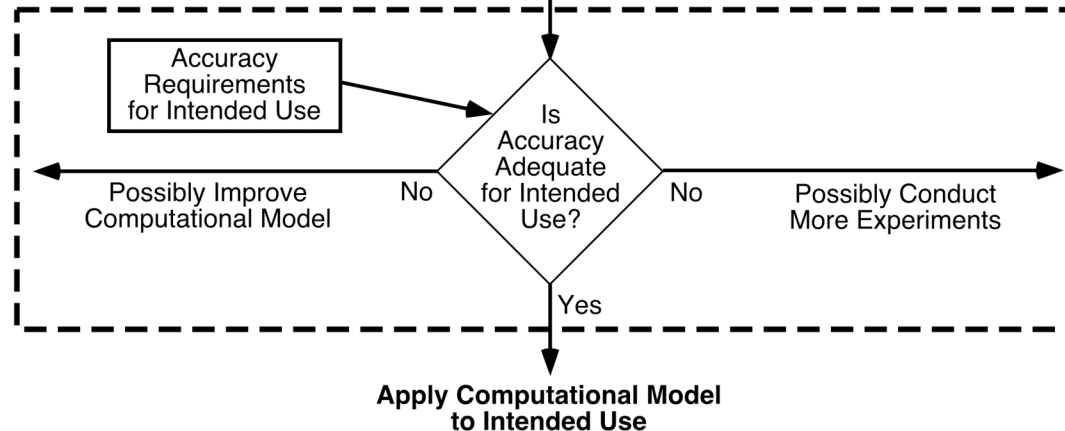 Accuracy
Requirements
for Intended Use
Is
Accuracy
Adequate
for Intended
Use?
No
Possibly Improve
Computational Model
No
Possibly Conduct
More Experiments
Yes
Apply Computational Model
to Intended Use